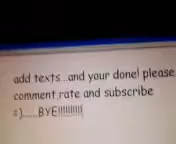 add texts...and your done! please
comment,rate and subscribe
=)......BYE!!!!!!!!!!